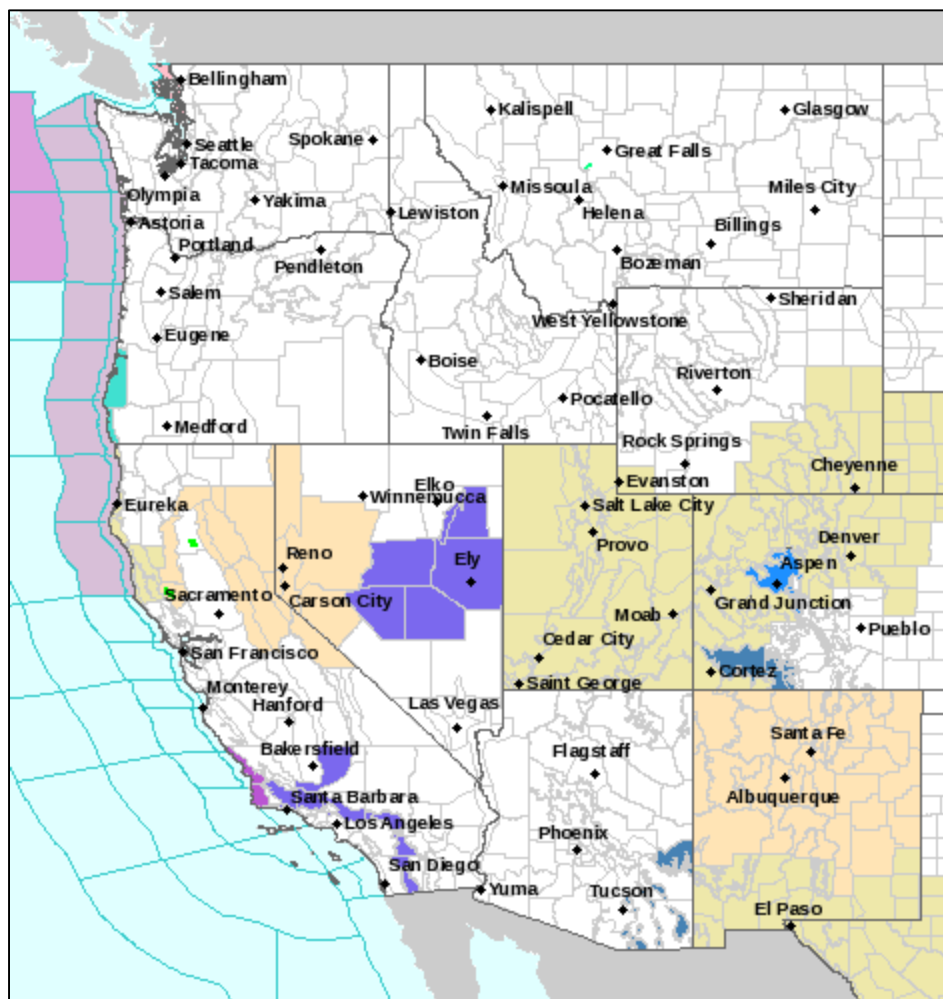 Bellingham
Kalispell
Glasgow
Seattle
Spokane
Great Falls
Tacoma
Missoula
Miles City
Olympia
Yakima
Lewiston
Helena
Astoria
Billings
Portland
Pendleton
Bozeman
Salem
Sheridan
West Yellowstone
Eugene
Boise
Riverton
Pocatello
Medford
Twin Falls
Rock Springs
Cheyenne
Elko
Evanston
Winnemucca
Eureka
Salt Lake City
Provo
Denver
Reno
Ely
Aspen
Sacramento
Carson City
Grand Junction
Moab
Pueblo
Cedar City
San Francisco
Cortez
Saint George
Monterey
Las Vegas
Hanford
Santa Fe
Bakersfield
Flagstaff
Albuquerque
Santa Barbara
Los Angeles
Phoenix
San Diego
Yuma
Tucson
El Paso